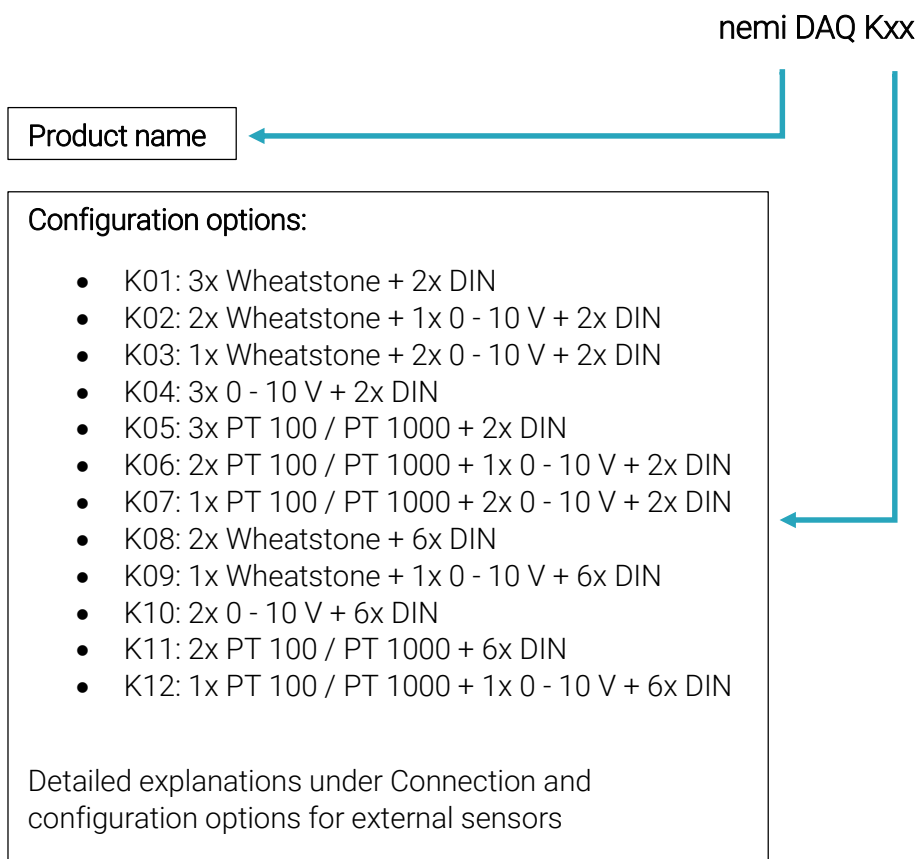 nemi DAQ Kxx
Product name
Configuration options:
• K01: 3x Wheatstone + 2x DIN
• K02: 2x Wheatstone + 1x 0 - 10 V + 2x DIN
• K03: 1x Wheatstone + 2x 0 - 10 V + 2x DIN
• K04: 3x 0 - 10 V + 2x DIN
• K05: 3x PT 100 / PT 1000 + 2x DIN
• K06: 2x PT 100 / PT 1000 + 1x 0 - 10 V + 2x DIN
• K07: 1x PT 100 / PT 1000 + 2x 0 - 10 V + 2x DIN
• K08: 2x Wheatstone + 6x DIN
• K09: 1x Wheatstone + 1x 0 - 10 V + 6x DIN
• K10: 2x 0 - 10 V + 6x DIN
• K11: 2x PT 100 / PT 1000 + 6x DIN
• K12: 1x PT 100 / PT 1000 + 1x 0 - 10 V + 6x DIN
Detailed explanations under Connection and
configuration options for external sensors